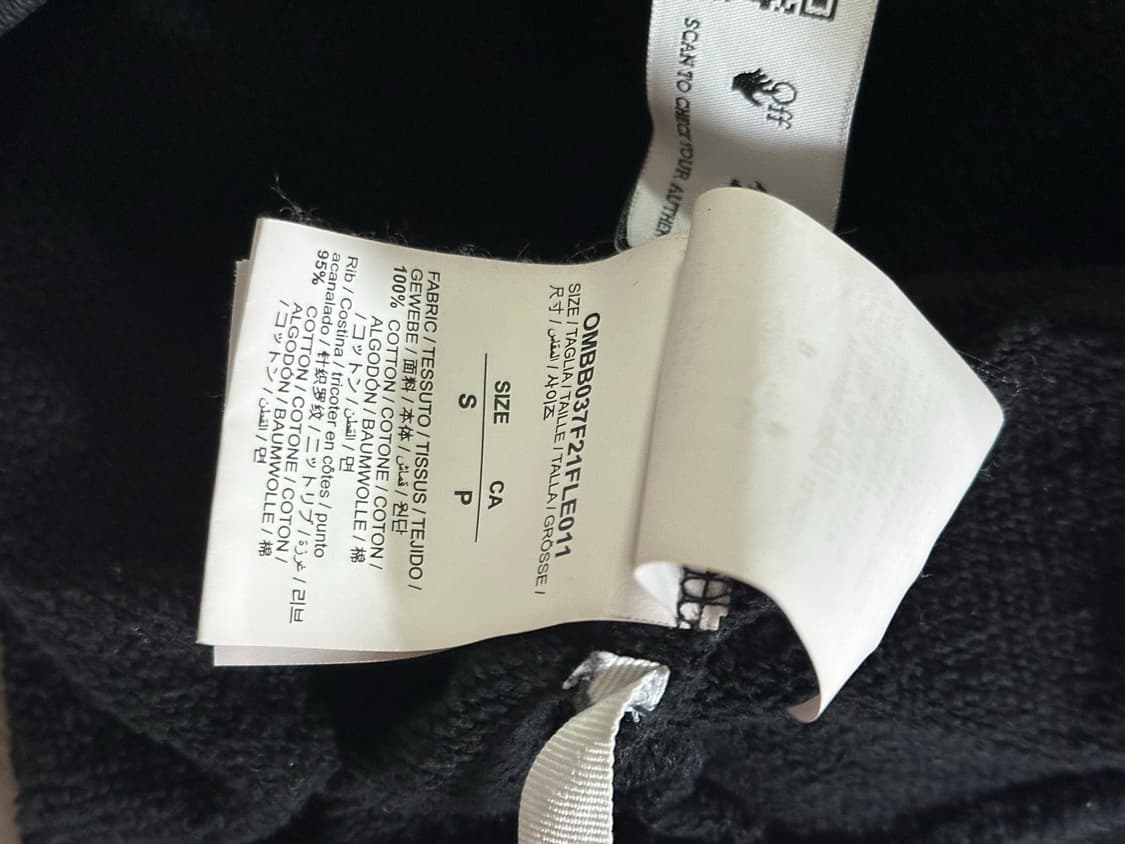 Off
SCAN TO CHECK YOUR AUTHEN
OMBB037F21FLE011
SIZE / TAGLIA / TAILLE / TALLA / GRÖSSE /
尺寸 / المقاس / 사이즈
SIZE CA
S P
FABRIC / TESSUTO / TISSUS / TEJIDO /
GEWEBE / 面料 / 本体 / قماش / 원단
100% COTTON / COTONE / COTON /
ALGODÓN / BAUMWOLLE / 棉
/ コットン / القطن / 면
Rib / Costina / tricoter en côtes / punto
acanalado / 针织罗纹 / ニットリブ / غرزة / 리브
95% COTTON / COTONE / COTON /
ALGODÓN / BAUMWOLLE / 棉
/ コットン / القطن / 면